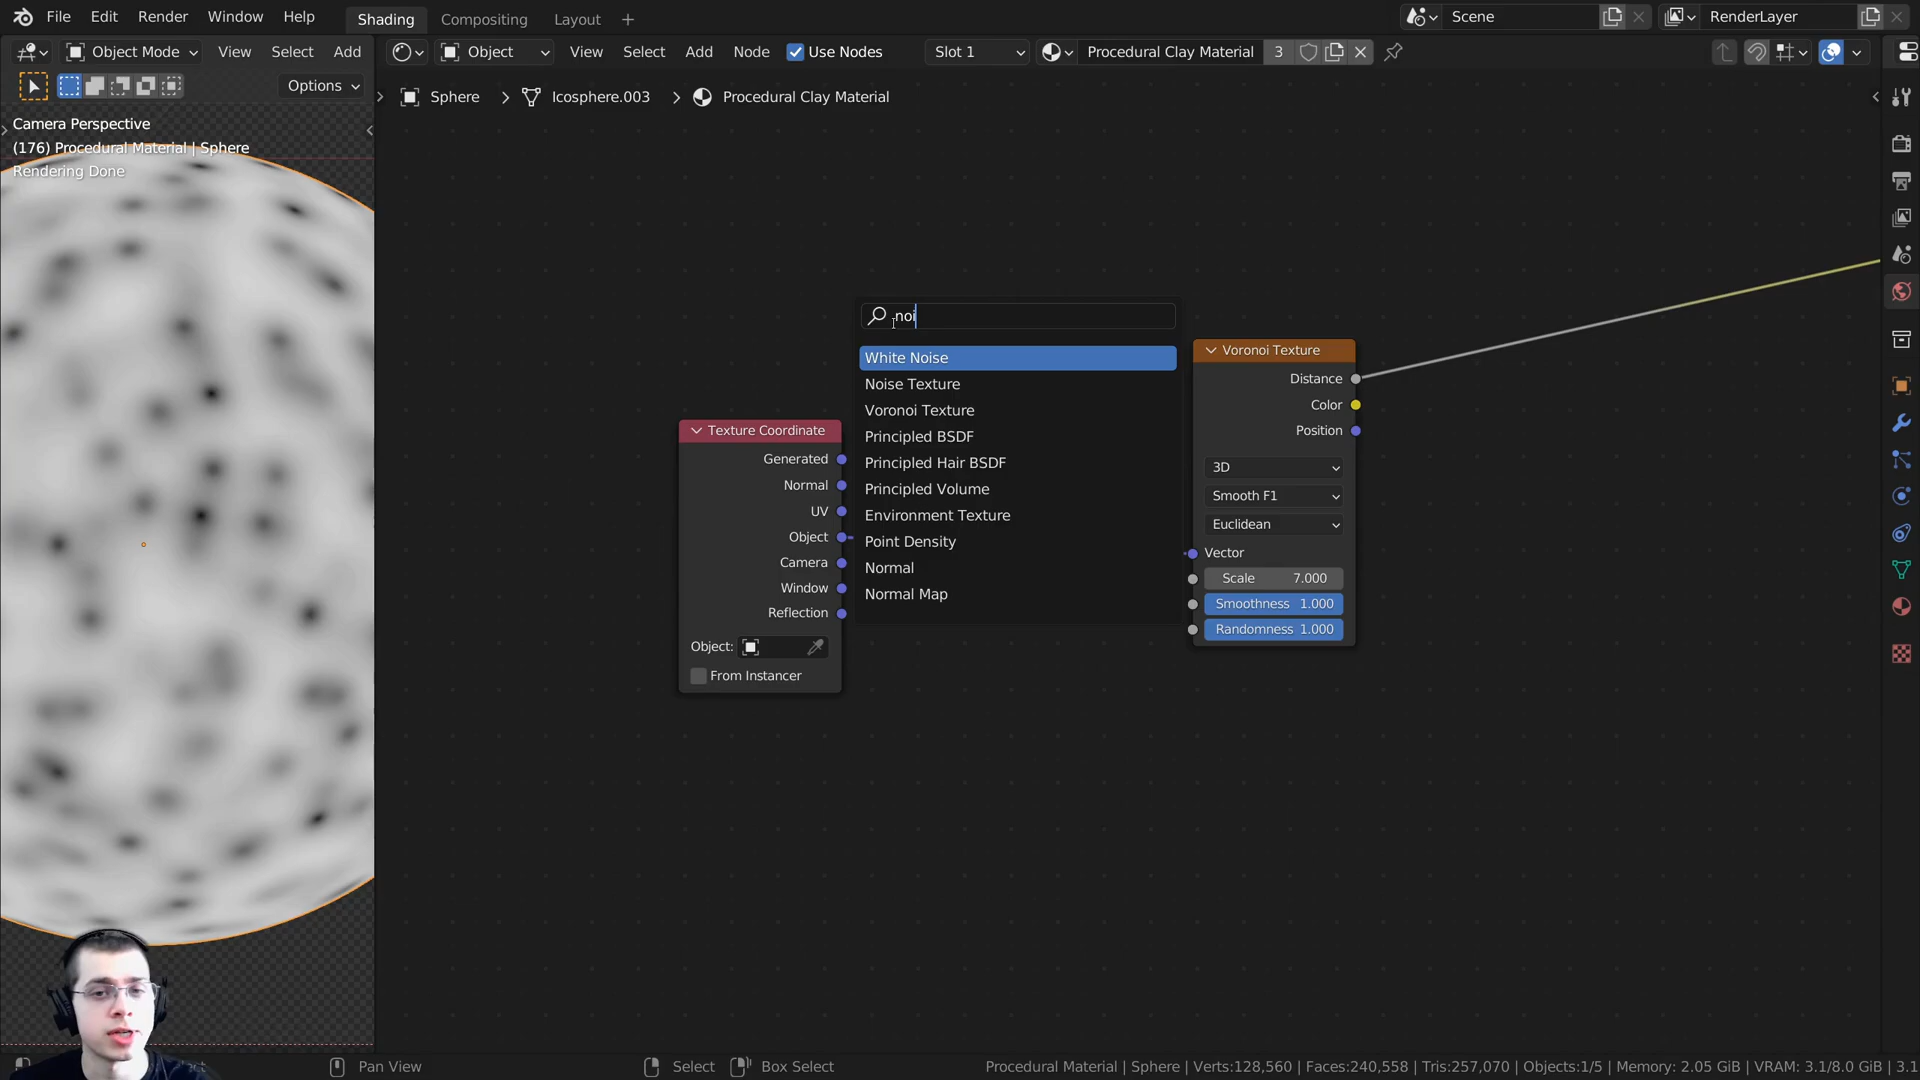 File Edit Render Window Help Shading Compositing Layout + Scene RenderLayer
Object Mode View Select Add Object View Select Add Node Use Nodes Slot 1 Procedural Clay Material 3
Options
Sphere > Icosphere.003 > Procedural Clay Material
Camera Perspective
(176) Procedural Material | Sphere
Rendering Done
noi
White Noise
Noise Texture
Voronoi Texture
Principled BSDF
Principled Hair BSDF
Principled Volume
Environment Texture
Point Density
Normal
Normal Map
Texture Coordinate
Generated
Normal
UV
Object
Camera
Window
Reflection
Object:
From Instancer
Voronoi Texture
Distance
Color
Position
3D
Smooth F1
Euclidean
Vector
Scale 7.000
Smoothness 1.000
Randomness 1.000
Pan View Select Box Select Procedural Material | Sphere | Verts:128,560 | Faces:240,558 | Tris:257,070 | Objects:1/5 | Memory: 2.05 GiB | VRAM: 3.1/8.0 GiB | 3.1